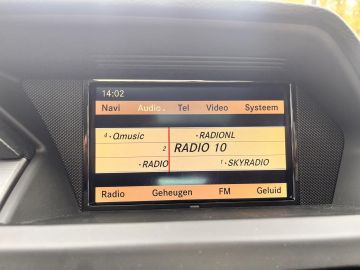 14:02
Navi Audio Tel Video Systeem
4 · Qmusic · RADIONL
2 RADIO 10
· RADIO 1 · SKYRADIO
Radio Geheugen FM Geluid